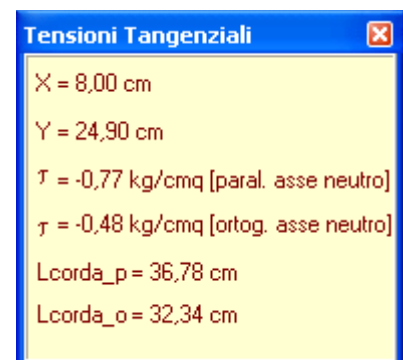 Tensioni Tangenziali
X = 8,00 cm
Y = 24,90 cm
τ = -0,77 kg/cmq [paral. asse neutro]
τ = -0,48 kg/cmq [ortog. asse neutro]
Lcorda_p = 36,78 cm
Lcorda_o = 32,34 cm